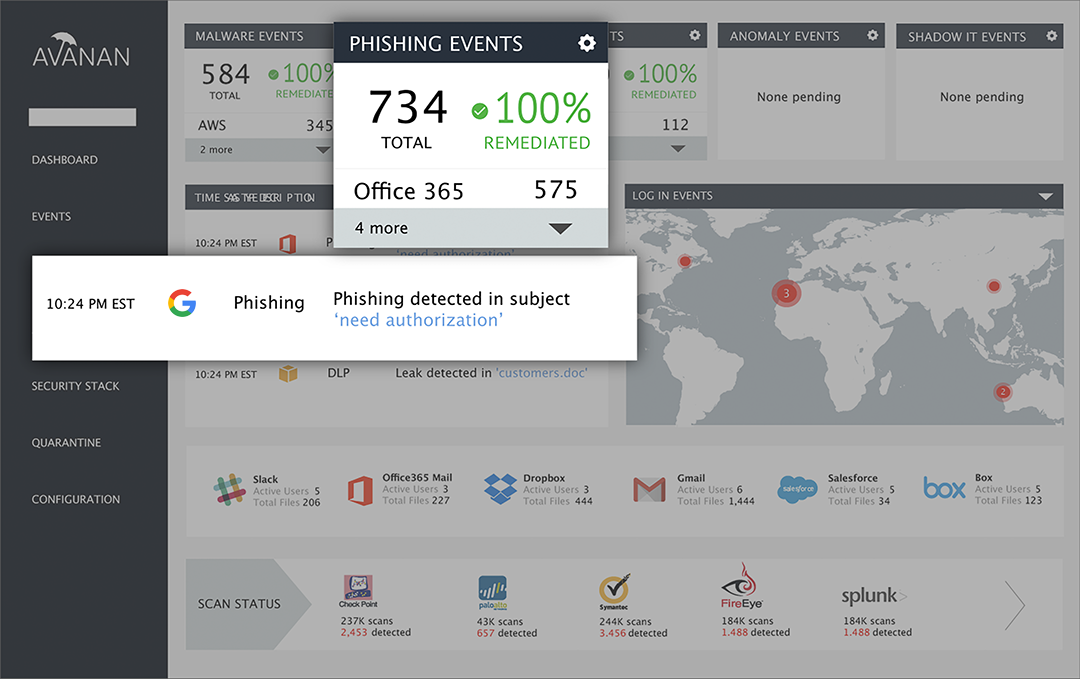 AVANAN
DASHBOARD
EVENTS
SECURITY STACK
QUARANTINE
CONFIGURATION
MALWARE EVENTS
584
TOTAL
100%
REMEDIATED
AWS 345
2 more
PHISHING EVENTS
734
TOTAL
100%
REMEDIATED
Office 365 575
4 more
100%
REMEDIATED
112
ANOMALY EVENTS
None pending
SHADOW IT EVENTS
None pending
10:24 PM EST
'need authorization'
10:24 PM EST Phishing Phishing detected in subject
‘need authorization’
10:24 PM EST DLP Leak detected in 'customers.doc'
LOG IN EVENTS
3
2
Slack
Active Users 5
Total Files 206
Office365 Mail
Active Users 3
Total Files 227
Dropbox
Active Users 3
Total Files 444
Gmail
Active Users 6
Total Files 1,444
salesforce
Salesforce
Active Users 5
Total Files 34
box
Box
Active Users 5
Total Files 123
SCAN STATUS
Check Point
237K scans
2,453 detected
paloalto
43K scans
657 detected
Symantec
244K scans
3.456 detected
FireEye
184K scans
1.488 detected
splunk>
184K scans
1.488 detected